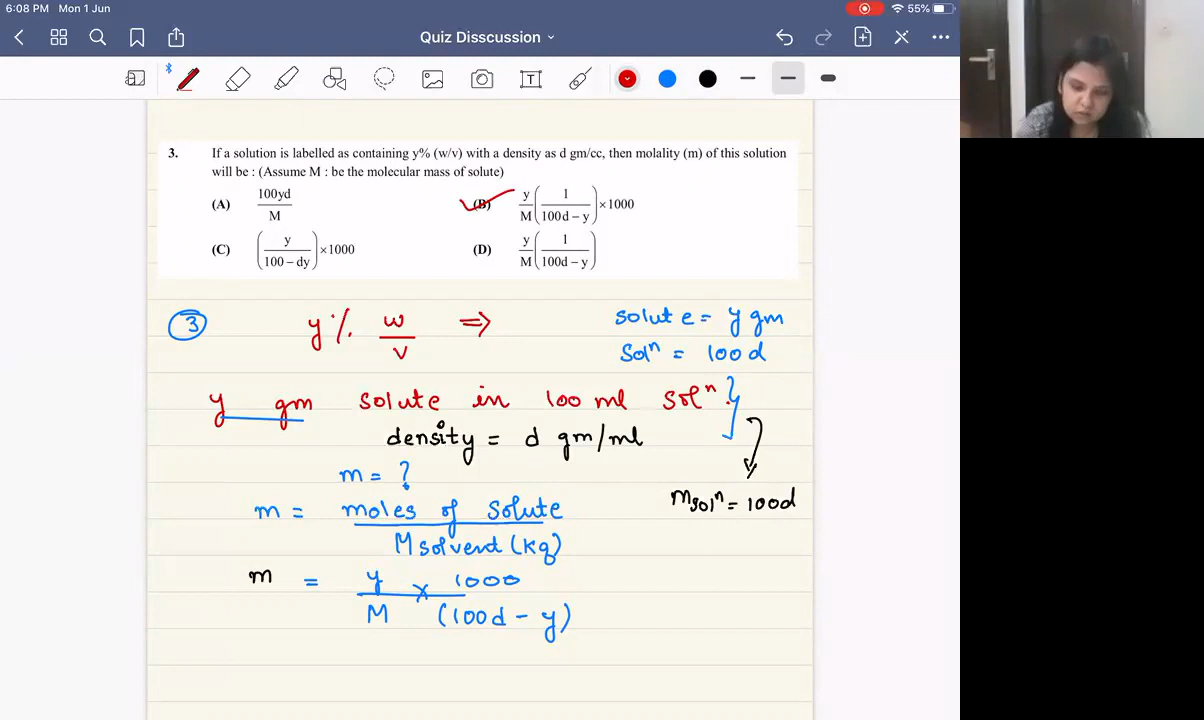 6:08 PM Mon 1 Jun
55%
Quiz Disscussion
T
3. If a solution is labelled as containing y% (w/v) with a density as d gm/cc, then molality (m) of this solution
will be : (Assume M : be the molecular mass of solute)
(A) 100yd / M (B) y/M (1 / 100d – y) × 1000
(C) (y / 100 – dy) × 1000 (D) y/M (1 / 100d – y)
3 y % w/v ⇒ solute = y gm
solⁿ = 100 d
y gm solute in 100 ml solⁿ }
density = d gm/ml
m = ?
m = moles of solute / Msolvent (kg) msolⁿ = 100d
m = y/M × 1000/(100d – y)